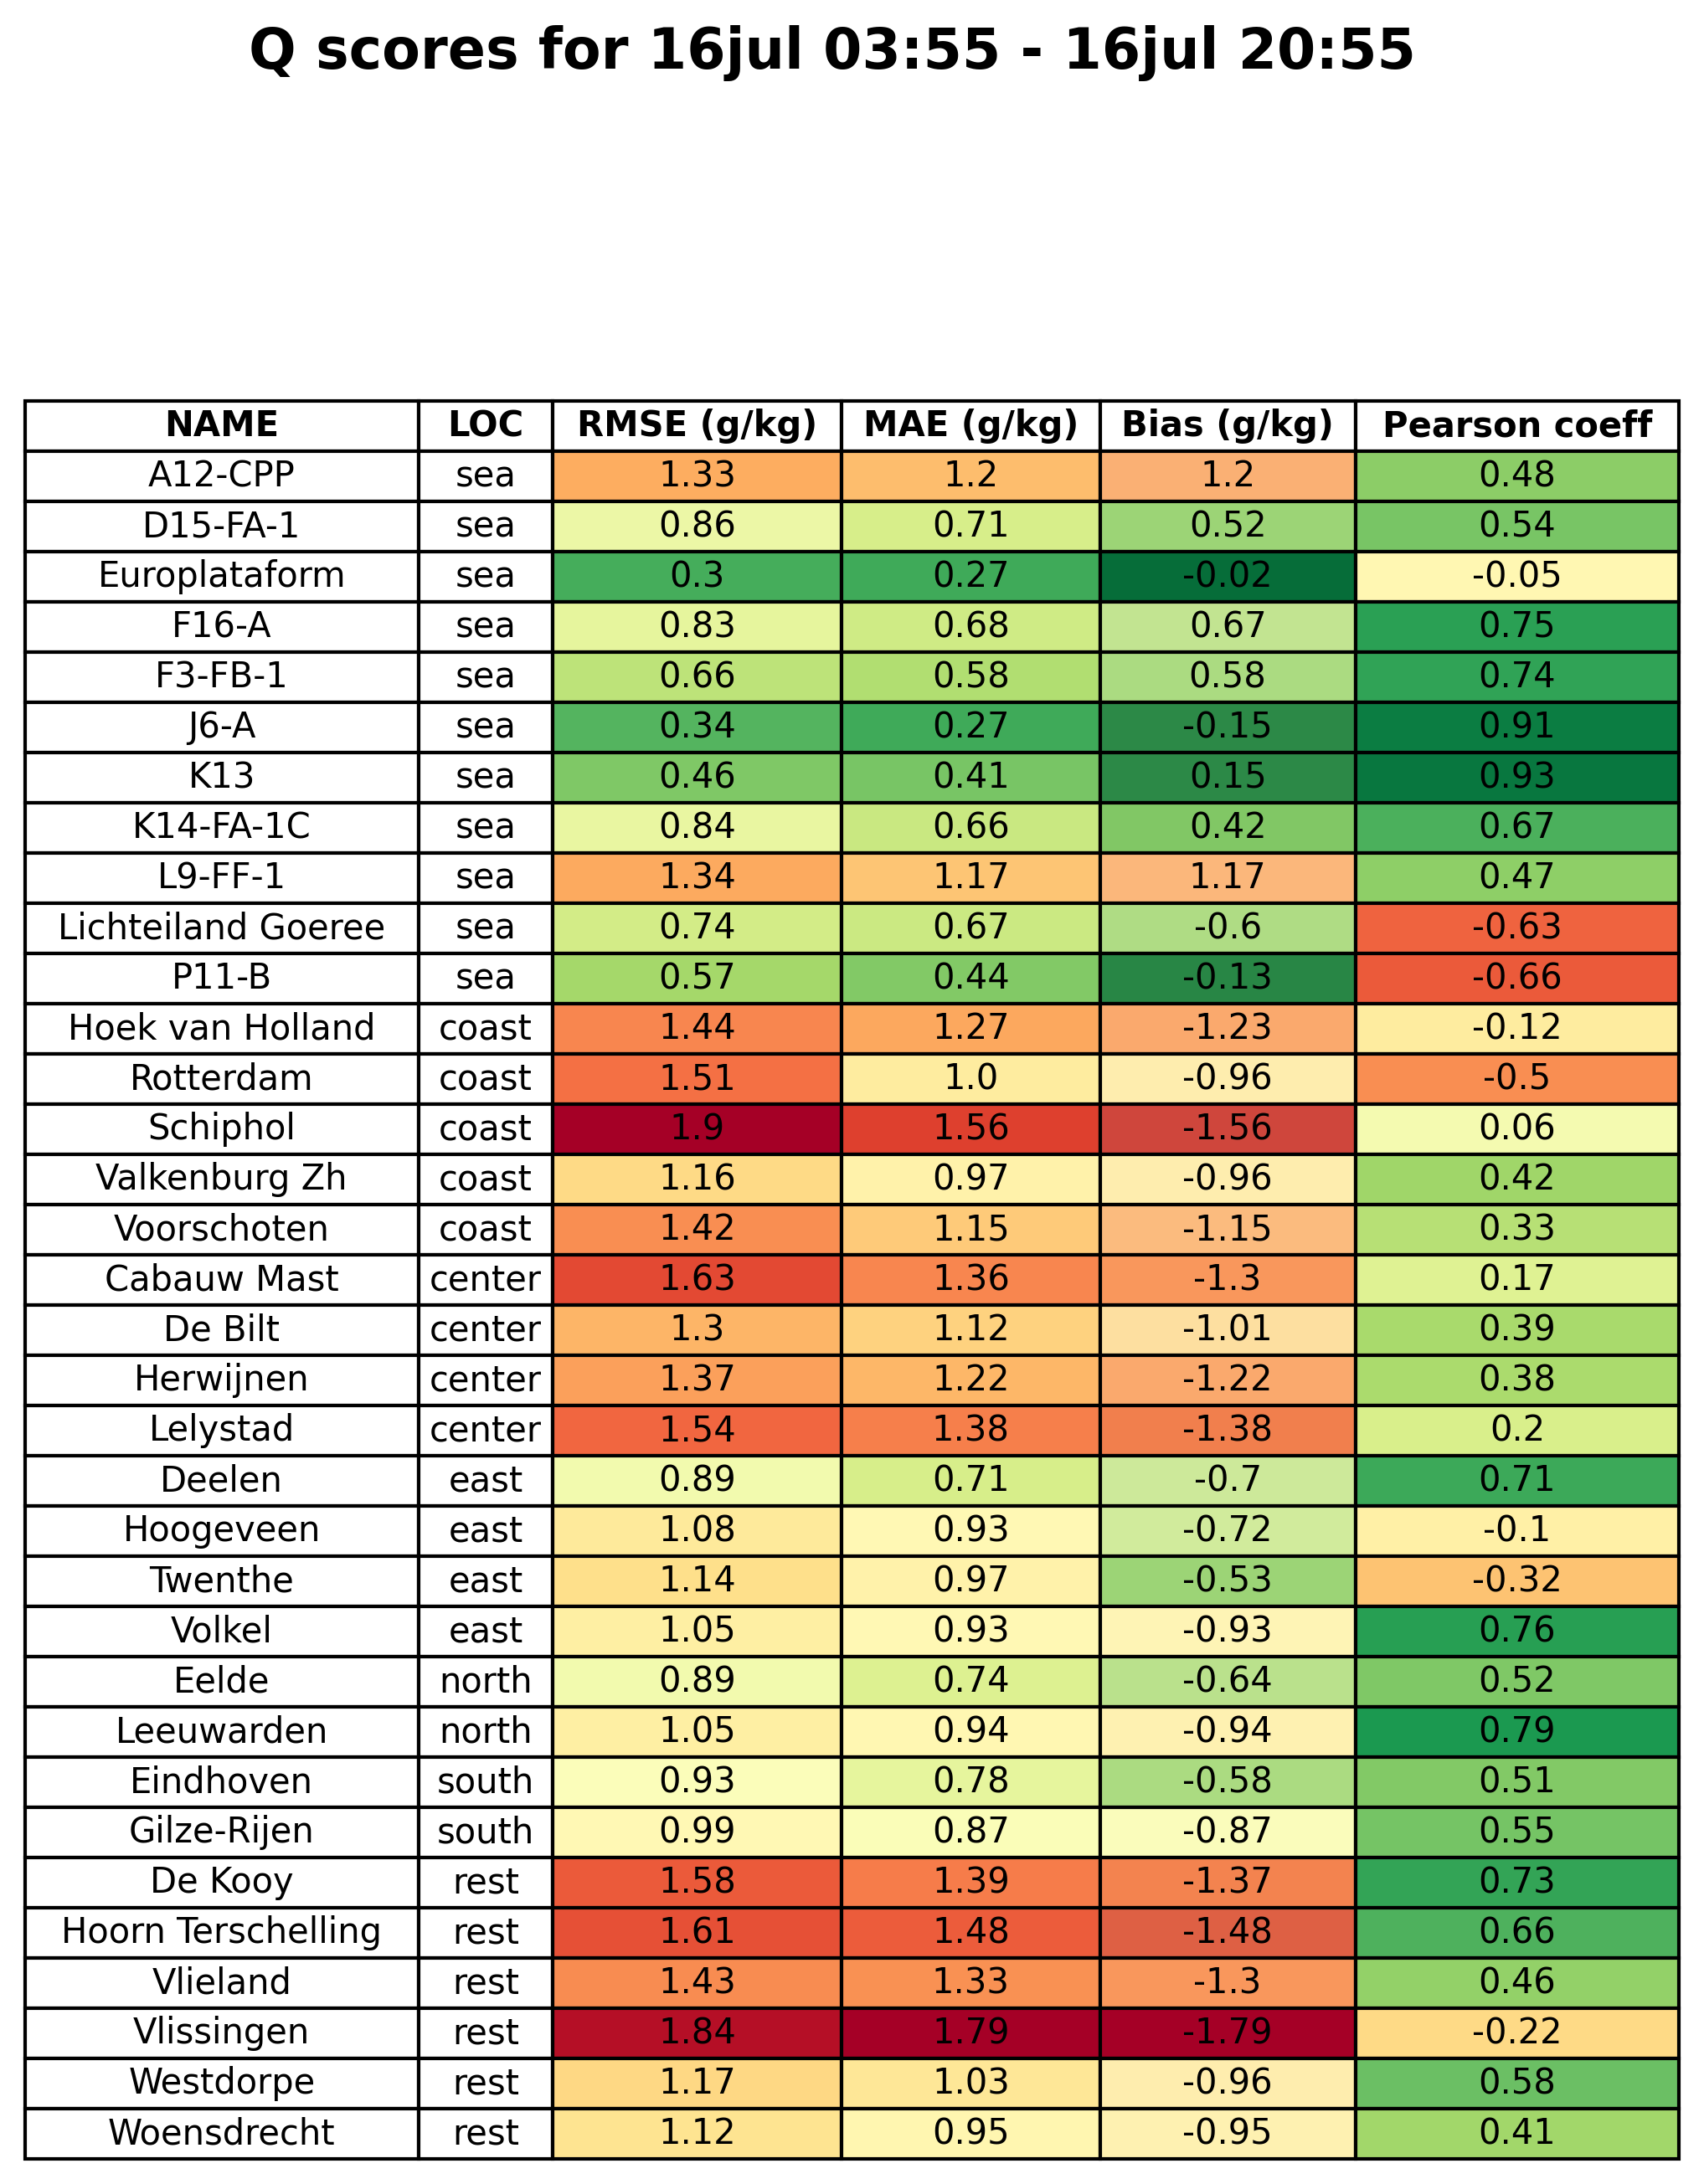 Q scores for 16jul 03:55 - 16jul 20:55
NAME LOC RMSE (g/kg) MAE (g/kg) Bias (g/kg) Pearson coeff
A12-CPP sea 1.33 1.2 1.2 0.48
D15-FA-1 sea 0.86 0.71 0.52 0.54
Europlataform sea 0.3 0.27 -0.02 -0.05
F16-A sea 0.83 0.68 0.67 0.75
F3-FB-1 sea 0.66 0.58 0.58 0.74
J6-A sea 0.34 0.27 -0.15 0.91
K13 sea 0.46 0.41 0.15 0.93
K14-FA-1C sea 0.84 0.66 0.42 0.67
L9-FF-1 sea 1.34 1.17 1.17 0.47
Lichteiland Goeree sea 0.74 0.67 -0.6 -0.63
P11-B sea 0.57 0.44 -0.13 -0.66
Hoek van Holland coast 1.44 1.27 -1.23 -0.12
Rotterdam coast 1.51 1.0 -0.96 -0.5
Schiphol coast 1.9 1.56 -1.56 0.06
Valkenburg Zh coast 1.16 0.97 -0.96 0.42
Voorschoten coast 1.42 1.15 -1.15 0.33
Cabauw Mast center 1.63 1.36 -1.3 0.17
De Bilt center 1.3 1.12 -1.01 0.39
Herwijnen center 1.37 1.22 -1.22 0.38
Lelystad center 1.54 1.38 -1.38 0.2
Deelen east 0.89 0.71 -0.7 0.71
Hoogeveen east 1.08 0.93 -0.72 -0.1
Twenthe east 1.14 0.97 -0.53 -0.32
Volkel east 1.05 0.93 -0.93 0.76
Eelde north 0.89 0.74 -0.64 0.52
Leeuwarden north 1.05 0.94 -0.94 0.79
Eindhoven south 0.93 0.78 -0.58 0.51
Gilze-Rijen south 0.99 0.87 -0.87 0.55
De Kooy rest 1.58 1.39 -1.37 0.73
Hoorn Terschelling rest 1.61 1.48 -1.48 0.66
Vlieland rest 1.43 1.33 -1.3 0.46
Vlissingen rest 1.84 1.79 -1.79 -0.22
Westdorpe rest 1.17 1.03 -0.96 0.58
Woensdrecht rest 1.12 0.95 -0.95 0.41